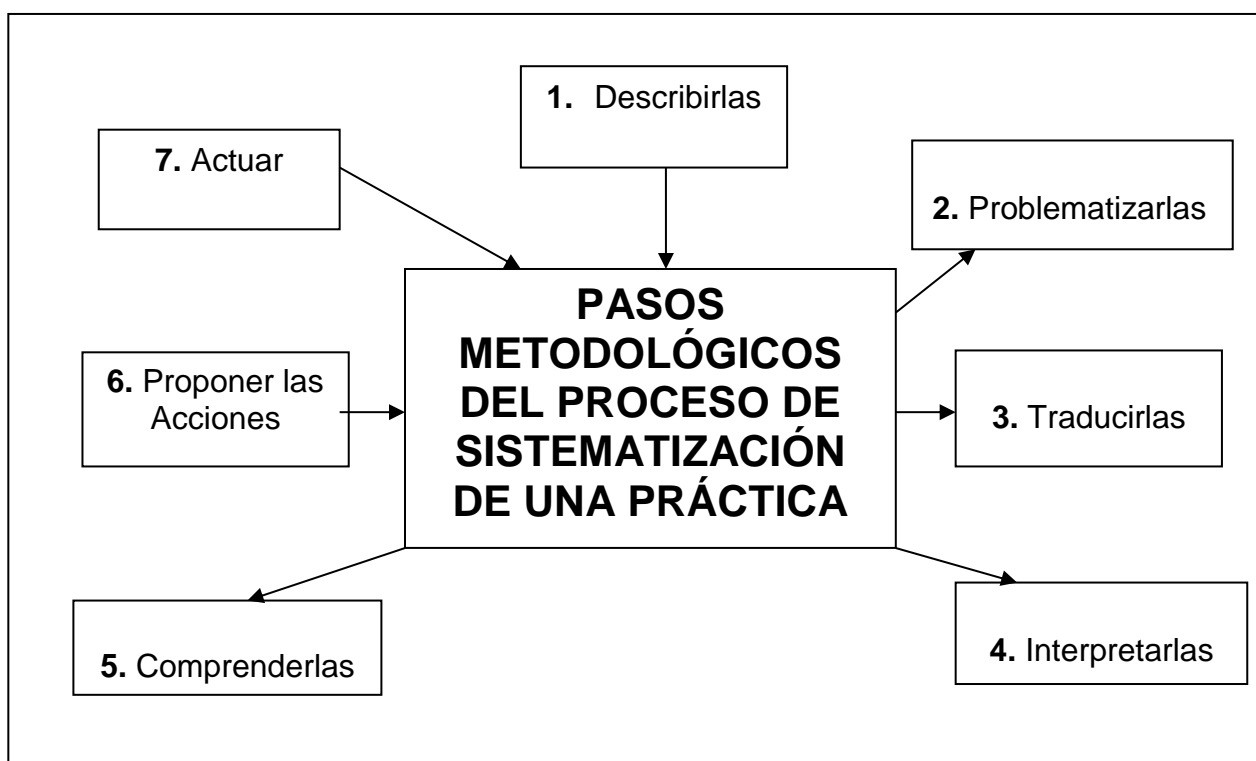 1. Describirlas
7. Actuar
2. Problematizarlas
PASOS
METODOLÓGICOS
DEL PROCESO DE
SISTEMATIZACIÓN
DE UNA PRÁCTICA
6. Proponer las
Acciones
3. Traducirlas
5. Comprenderlas
4. Interpretarlas